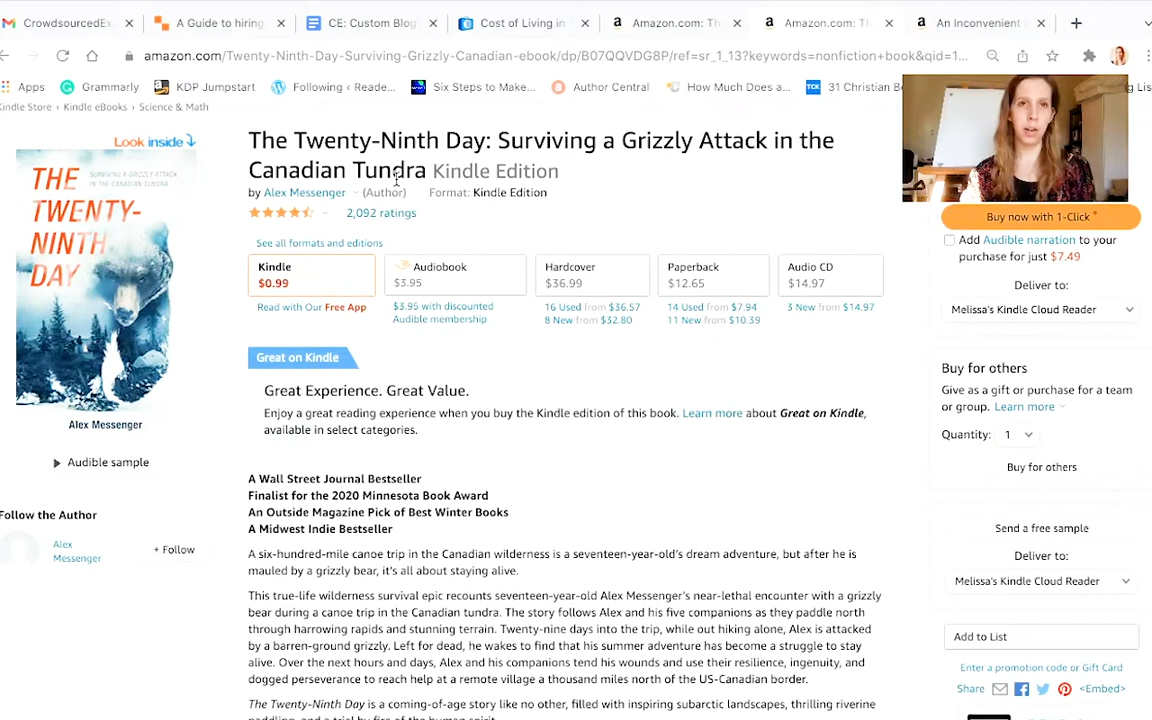 CrowdsourcedEx
A Guide to hiring
CE: Custom Blog
Cost of Living in
Amazon.com: Th
Amazon.com: Th
An Inconvenient
amazon.com/Twenty-Ninth-Day-Surviving-Grizzly-Canadian-ebook/dp/B07QQVDG8P/ref=sr_1_13?keywords=nonfiction+book&qid=1...
Apps
Grammarly
KDP Jumpstart
Following ‹ Reade...
Six Steps to Make...
Author Central
How Much Does a...
31 Christian B
g Lis
Kindle Store › Kindle eBooks › Science & Math
Look inside
THE
TWENTY-
NINTH
DAY
SURVIVING A GRIZZLY ATTACK
IN THE CANADIAN TUNDRA
Alex Messenger
Audible sample
Follow the Author
Alex
Messenger
+ Follow
The Twenty-Ninth Day: Surviving a Grizzly Attack in the
Canadian Tundra Kindle Edition
by Alex Messenger (Author) Format: Kindle Edition
2,092 ratings
See all formats and editions
Kindle
$0.99
Read with Our Free App
Audiobook
$3.95
$3.95 with discounted
Audible membership
Hardcover
$36.99
16 Used from $36.57
8 New from $32.80
Paperback
$12.65
14 Used from $7.94
11 New from $10.39
Audio CD
$14.97
3 New from $14.97
Great on Kindle
Great Experience. Great Value.
Enjoy a great reading experience when you buy the Kindle edition of this book. Learn more about Great on Kindle,
available in select categories.
A Wall Street Journal Bestseller
Finalist for the 2020 Minnesota Book Award
An Outside Magazine Pick of Best Winter Books
A Midwest Indie Bestseller
A six-hundred-mile canoe trip in the Canadian wilderness is a seventeen-year-old's dream adventure, but after he is
mauled by a grizzly bear, it's all about staying alive.
This true-life wilderness survival epic recounts seventeen-year-old Alex Messenger's near-lethal encounter with a grizzly
bear during a canoe trip in the Canadian tundra. The story follows Alex and his five companions as they paddle north
through harrowing rapids and stunning terrain. Twenty-nine days into the trip, while out hiking alone, Alex is attacked
by a barren-ground grizzly. Left for dead, he wakes to find that his summer adventure has become a struggle to stay
alive. Over the next hours and days, Alex and his companions tend his wounds and use their resilience, ingenuity, and
dogged perseverance to reach help at a remote village a thousand miles north of the US-Canadian border.
The Twenty-Ninth Day is a coming-of-age story like no other, filled with inspiring subarctic landscapes, thrilling riverine
paddling, and a trial by fire of the human spirit.
Buy now with 1-Click ®
Add Audible narration to your
purchase for just $7.49
Deliver to:
Melissa's Kindle Cloud Reader
Buy for others
Give as a gift or purchase for a team
or group. Learn more
Quantity: 1
Buy for others
Send a free sample
Deliver to:
Melissa's Kindle Cloud Reader
Add to List
Enter a promotion code or Gift Card
Share <Embed>